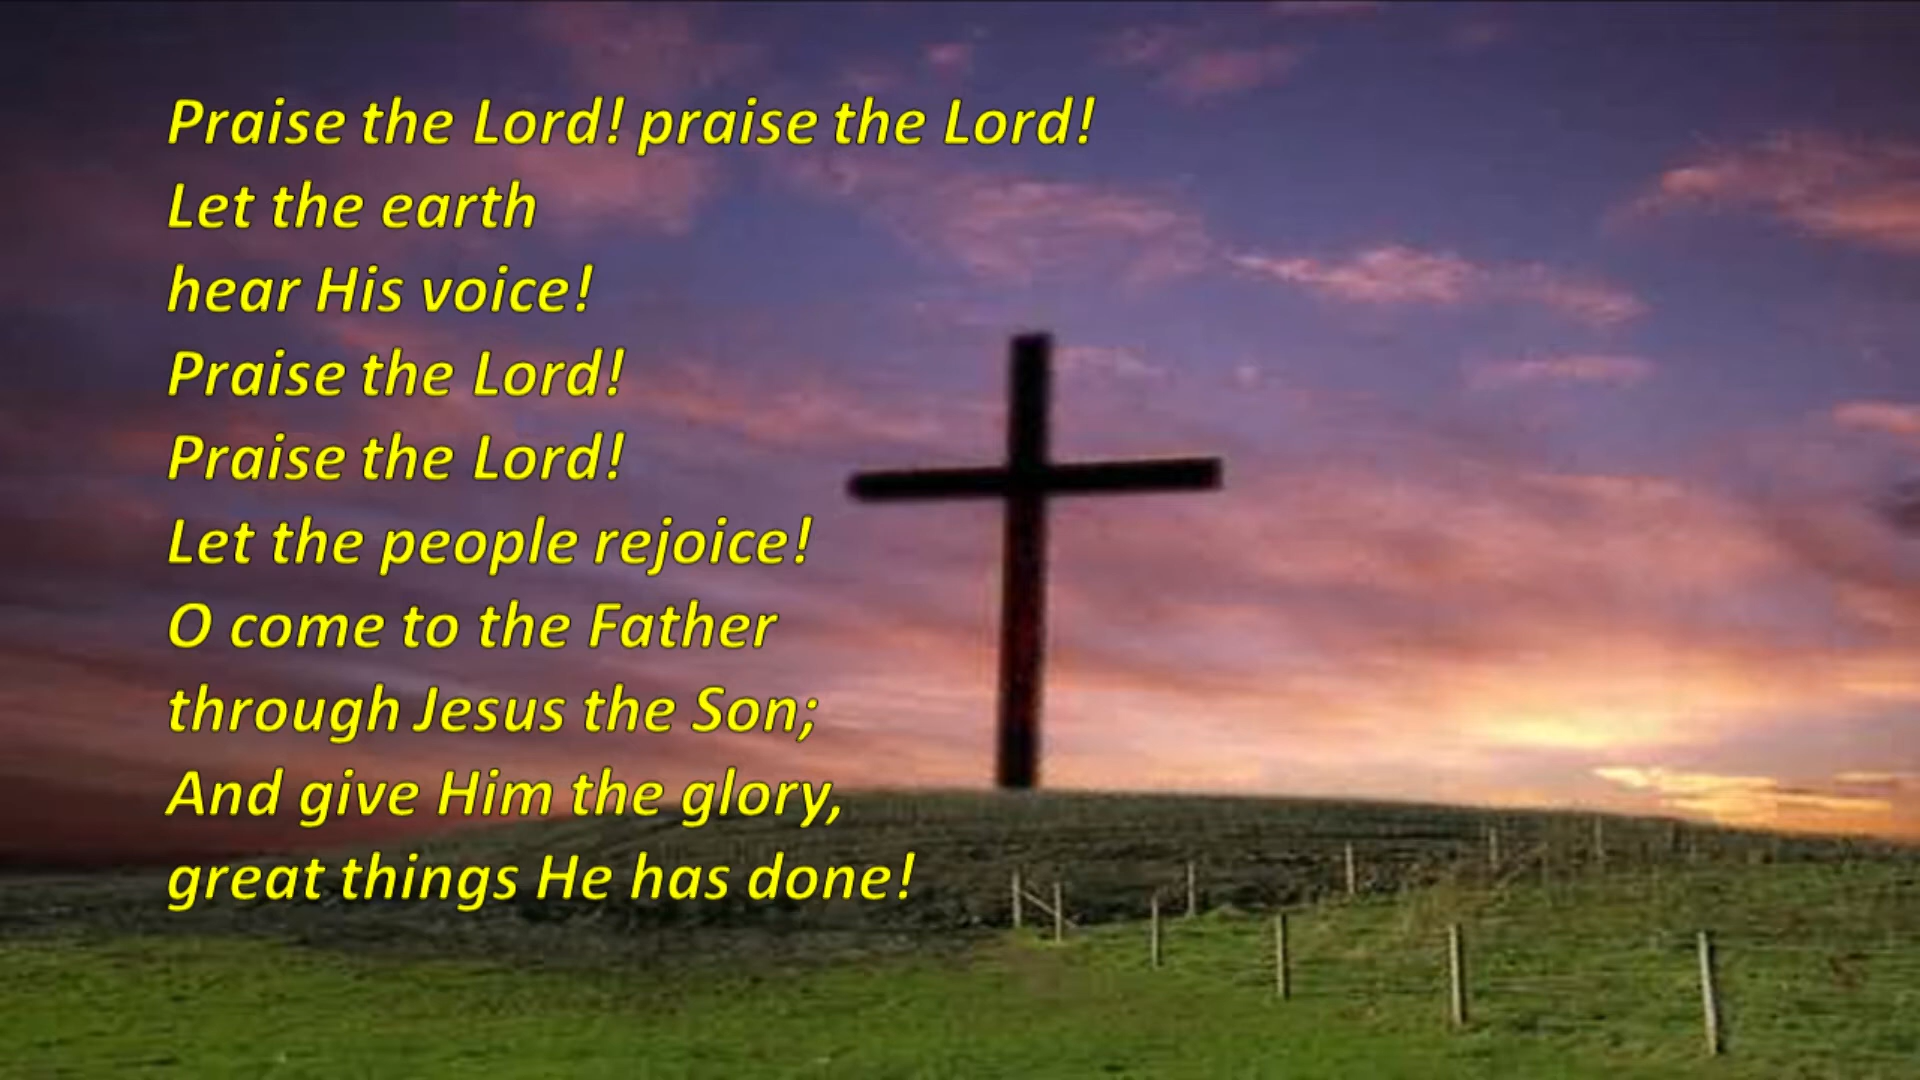 Praise the Lord! praise the Lord!
Let the earth
hear His voice!
Praise the Lord!
Praise the Lord!
Let the people rejoice!
O come to the Father
through Jesus the Son;
And give Him the glory,
great things He has done!